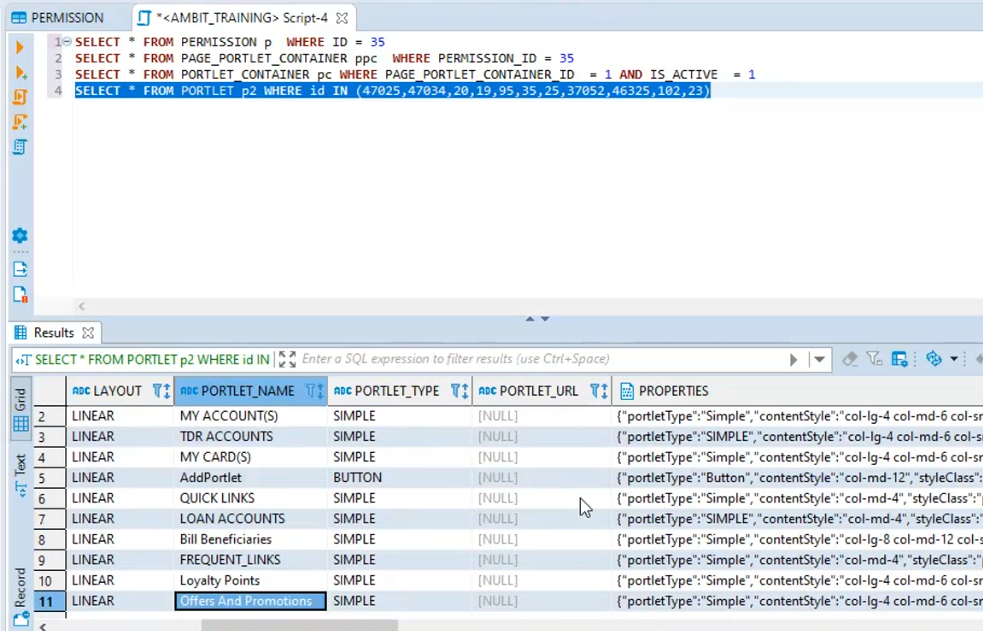 PERMISSION *<AMBIT_TRAINING> Script-4
1 SELECT * FROM PERMISSION p WHERE ID = 35
2 SELECT * FROM PAGE_PORTLET_CONTAINER ppc WHERE PERMISSION_ID = 35
3 SELECT * FROM PORTLET_CONTAINER pc WHERE PAGE_PORTLET_CONTAINER_ID = 1 AND IS_ACTIVE = 1
4 SELECT * FROM PORTLET p2 WHERE id IN (47025,47034,20,19,95,35,25,37052,46325,102,23)
Results
SELECT * FROM PORTLET p2 WHERE id IN Enter a SQL expression to filter results (use Ctrl+Space)
Grid
Text
Record
ABC LAYOUT ABC PORTLET_NAME ABC PORTLET_TYPE ABC PORTLET_URL PROPERTIES
2 LINEAR MY ACCOUNT(S) SIMPLE [NULL] {"portletType":"Simple","contentStyle":"col-lg-4 col-md-6 col-sr
3 LINEAR TDR ACCOUNTS SIMPLE [NULL] {"portletType":"SIMPLE","contentStyle":"col-lg-4 col-md-6 col-s
4 LINEAR MY CARD(S) SIMPLE [NULL] {"portletType":"Simple","contentStyle":"col-lg-4 col-md-6 col-sr
5 LINEAR AddPortlet BUTTON [NULL] {"portletType":"Button","contentStyle":"col-md-12","styleClass":
6 LINEAR QUICK LINKS SIMPLE [NULL] {"portletType":"Simple","contentStyle":"col-md-4","styleClass":"
7 LINEAR LOAN ACCOUNTS SIMPLE [NULL] {"portletType":"SIMPLE","contentStyle":"col-md-4","styleClass":
8 LINEAR Bill Beneficiaries SIMPLE [NULL] {"portletType":"Simple","contentStyle":"col-lg-8 col-md-12 col-s
9 LINEAR FREQUENT_LINKS SIMPLE [NULL] {"portletType":"Simple","contentStyle":"col-md-4","styleClass":"
10 LINEAR Loyalty Points SIMPLE [NULL] {"portletType":"Simple","contentStyle":"col-lg-4 col-md-6 col-sr
11 LINEAR Offers And Promotions SIMPLE [NULL] {"portletType":"Simple","contentStyle":"col-lg-4 col-md-6 col-sr